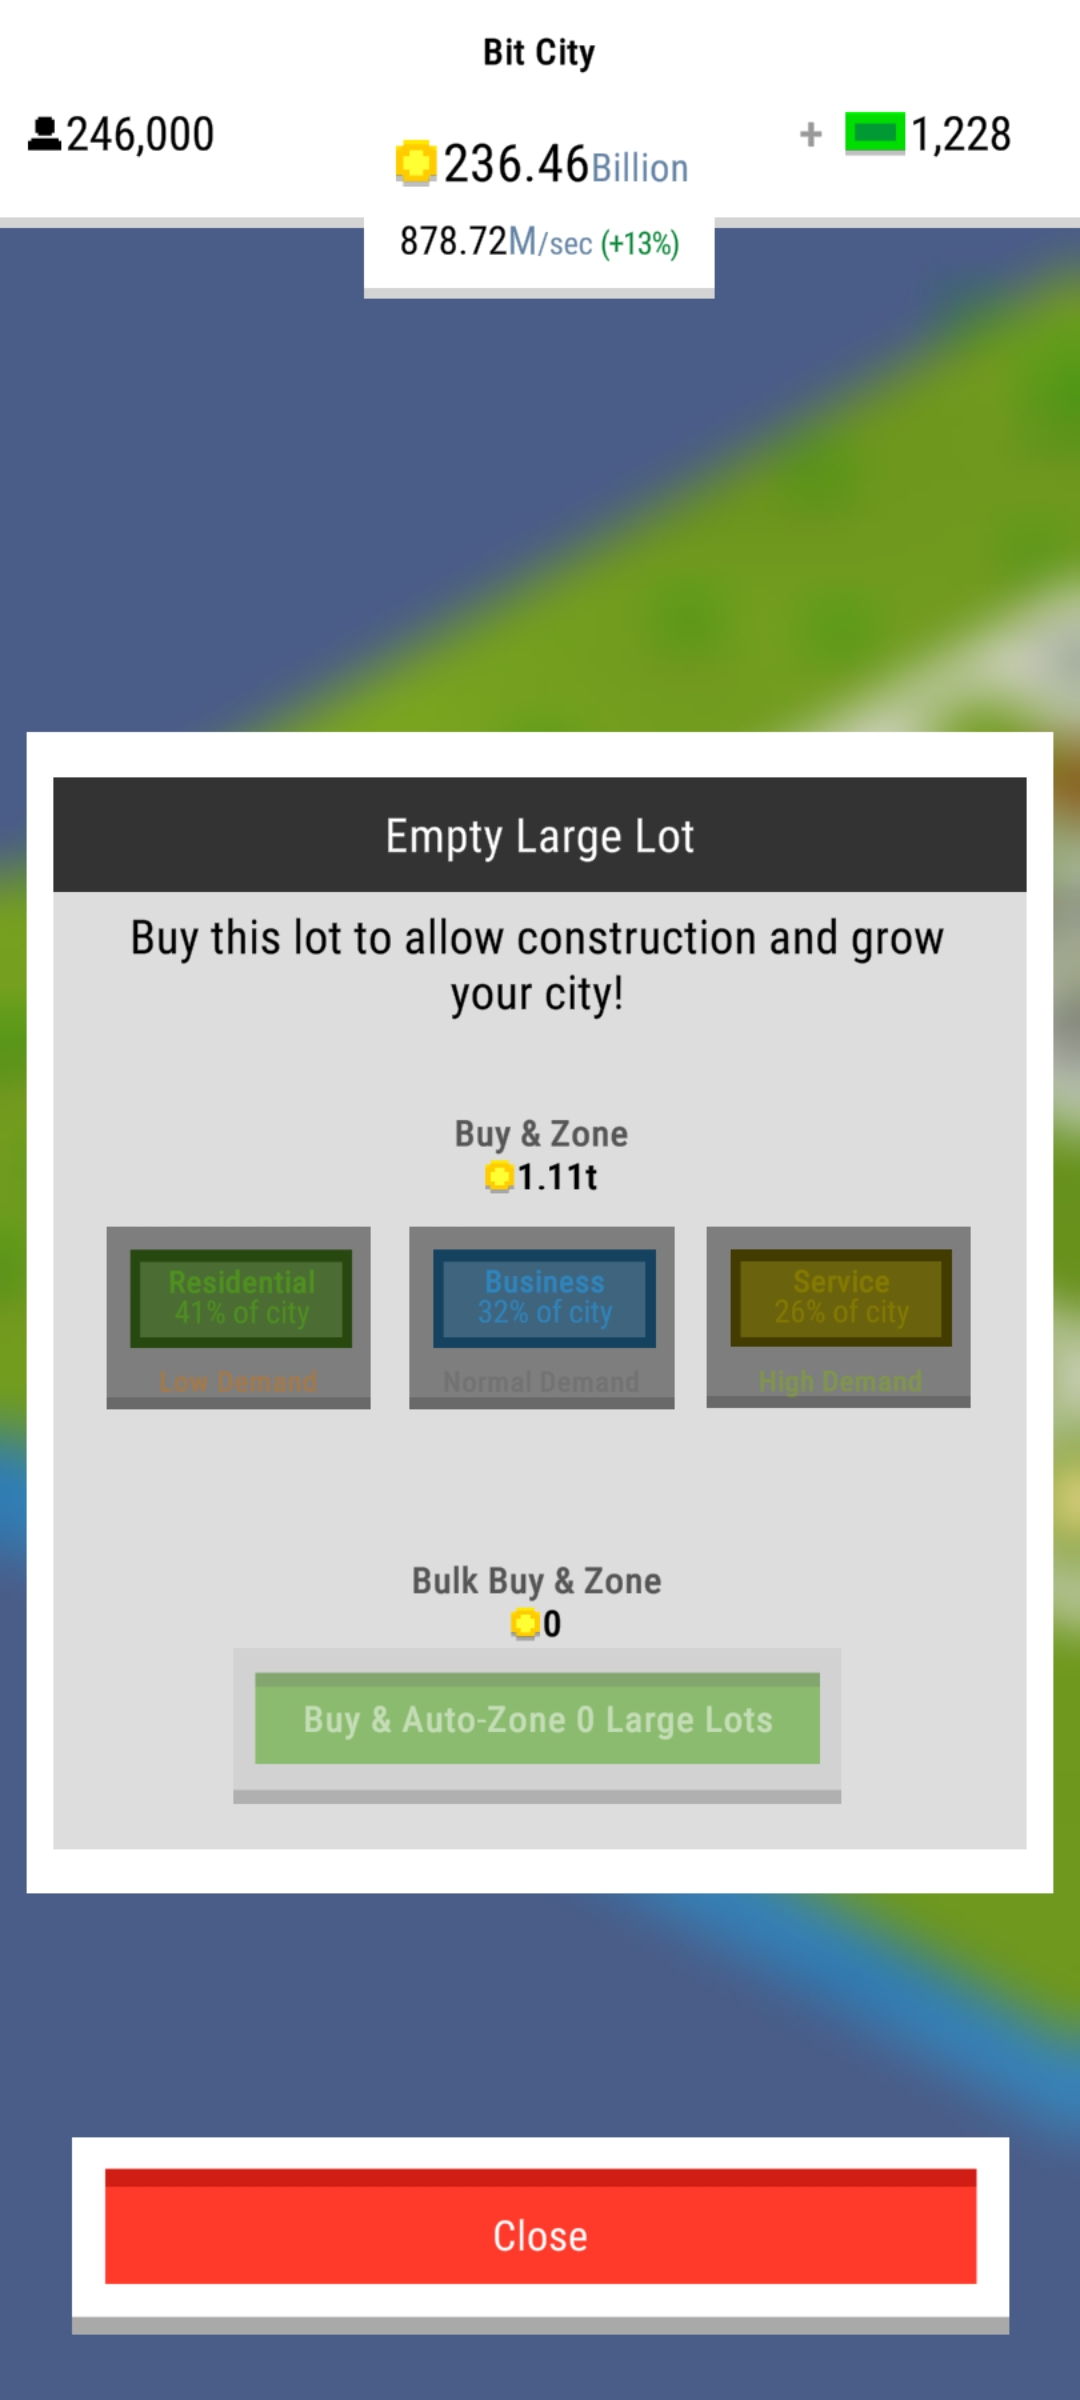 Bit City
246,000
236.46Billion
+ 1,228
878.72M/sec (+13%)
Empty Large Lot
Buy this lot to allow construction and grow
your city!
Buy & Zone
1.11t
Residential
41% of city
Low Demand
Business
32% of city
Normal Demand
Service
26% of city
High Demand
Bulk Buy & Zone
0
Buy & Auto-Zone 0 Large Lots
Close